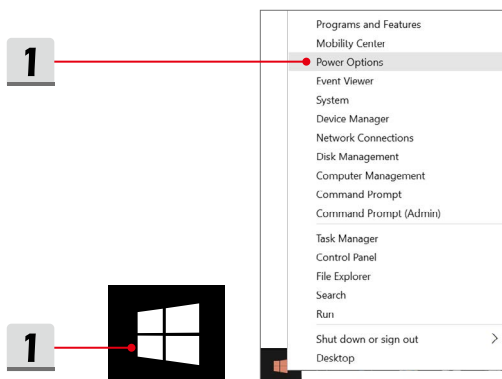 1
Programs and Features
Mobility Center
Power Options
Event Viewer
System
Device Manager
Network Connections
Disk Management
Computer Management
Command Prompt
Command Prompt (Admin)
Task Manager
Control Panel
File Explorer
Search
Run
Shut down or sign out
Desktop
1